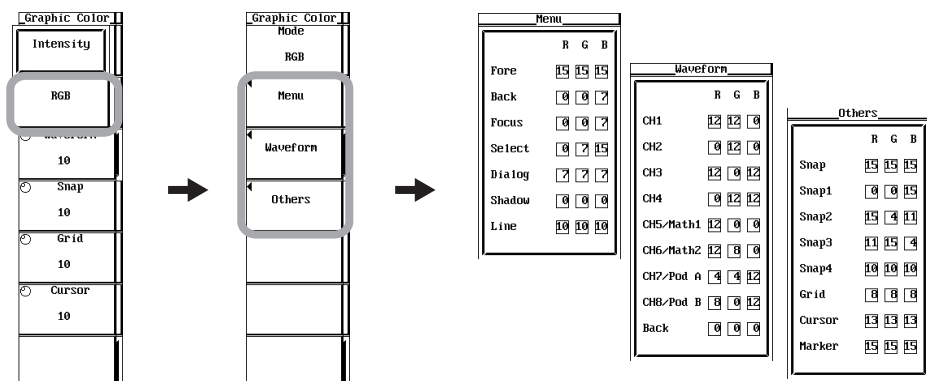 Graphic Color
Intensity
RGB
Waveform
10
Snap
10
Grid
10
Cursor
10
Graphic Color
Mode
RGB
Menu
Waveform
Others
Menu
R G B
Fore 15 15 15
Back 0 0 7
Focus 0 0 7
Select 0 7 15
Dialog 7 7 7
Shadow 0 0 0
Line 10 10 10
Waveform
R G B
CH1 12 12 0
CH2 0 12 0
CH3 12 0 12
CH4 0 12 12
CH5/Math1 12 0 0
CH6/Math2 12 8 0
CH7/Pod A 4 4 12
CH8/Pod B 8 0 12
Back 0 0 0
Others
R G B
Snap 15 15 15
Snap1 0 0 15
Snap2 15 4 11
Snap3 11 15 4
Snap4 10 10 10
Grid 8 8 8
Cursor 13 13 13
Marker 15 15 15